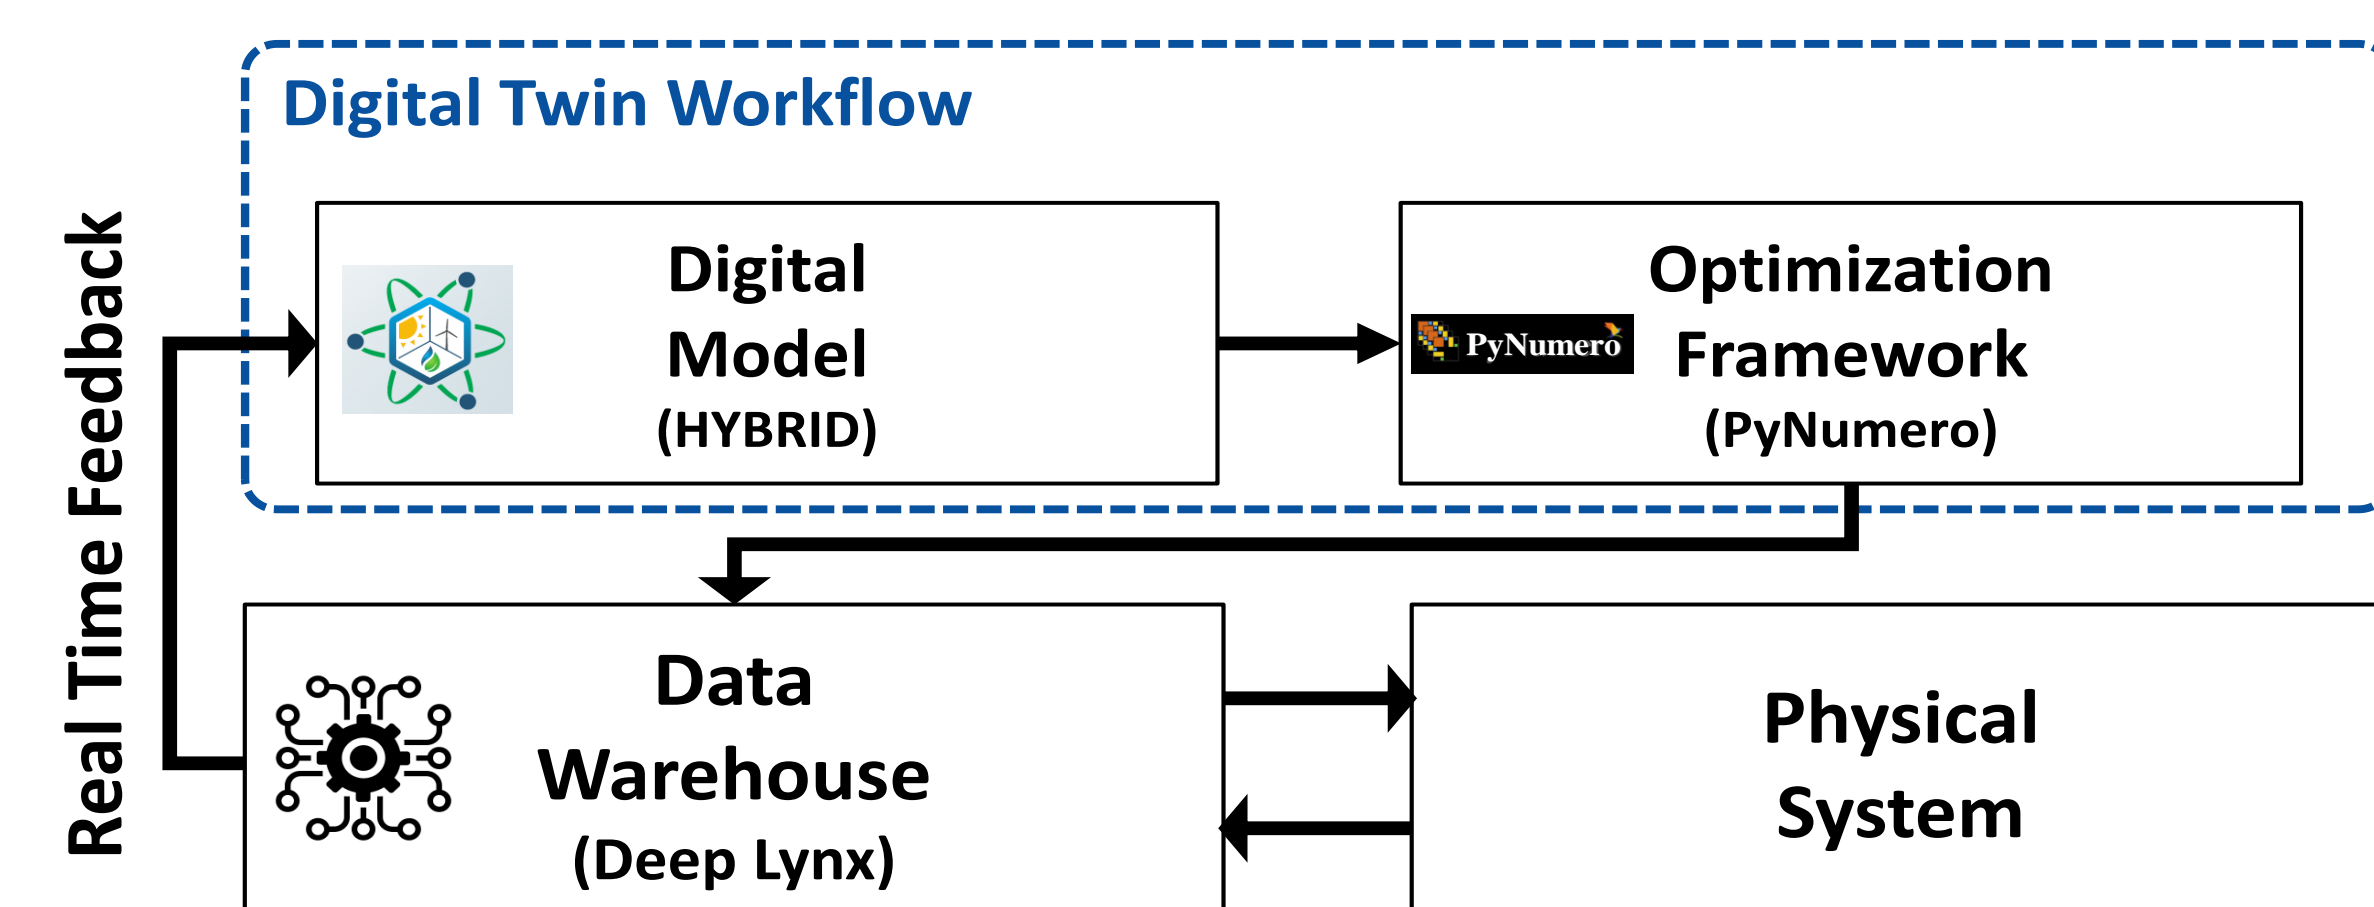 Digital Twin Workflow
Real Time Feedback
Digital
Model
(HYBRID)
PyNumero
Optimization
Framework
(PyNumero)
Data
Warehouse
(Deep Lynx)
Physical
System